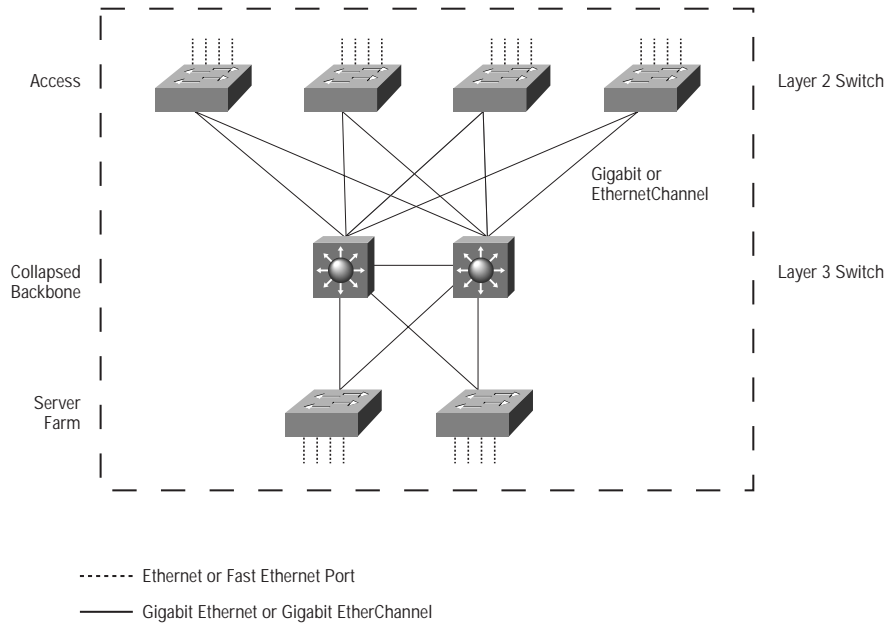 Access
Layer 2 Switch
Gigabit or
EthernetChannel
Collapsed
Backbone
Layer 3 Switch
Server
Farm
Ethernet or Fast Ethernet Port
Gigabit Ethernet or Gigabit EtherChannel